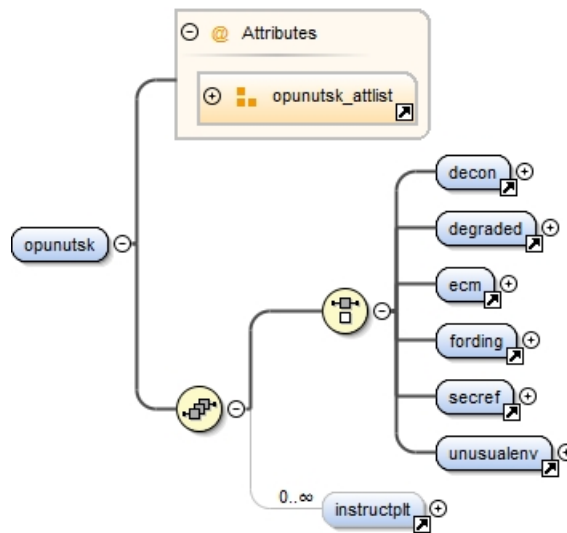 @ Attributes
opunutsk_attlist
opunutsk
decon
degraded
ecm
fording
secref
unusualenv
0..∞
instructplt